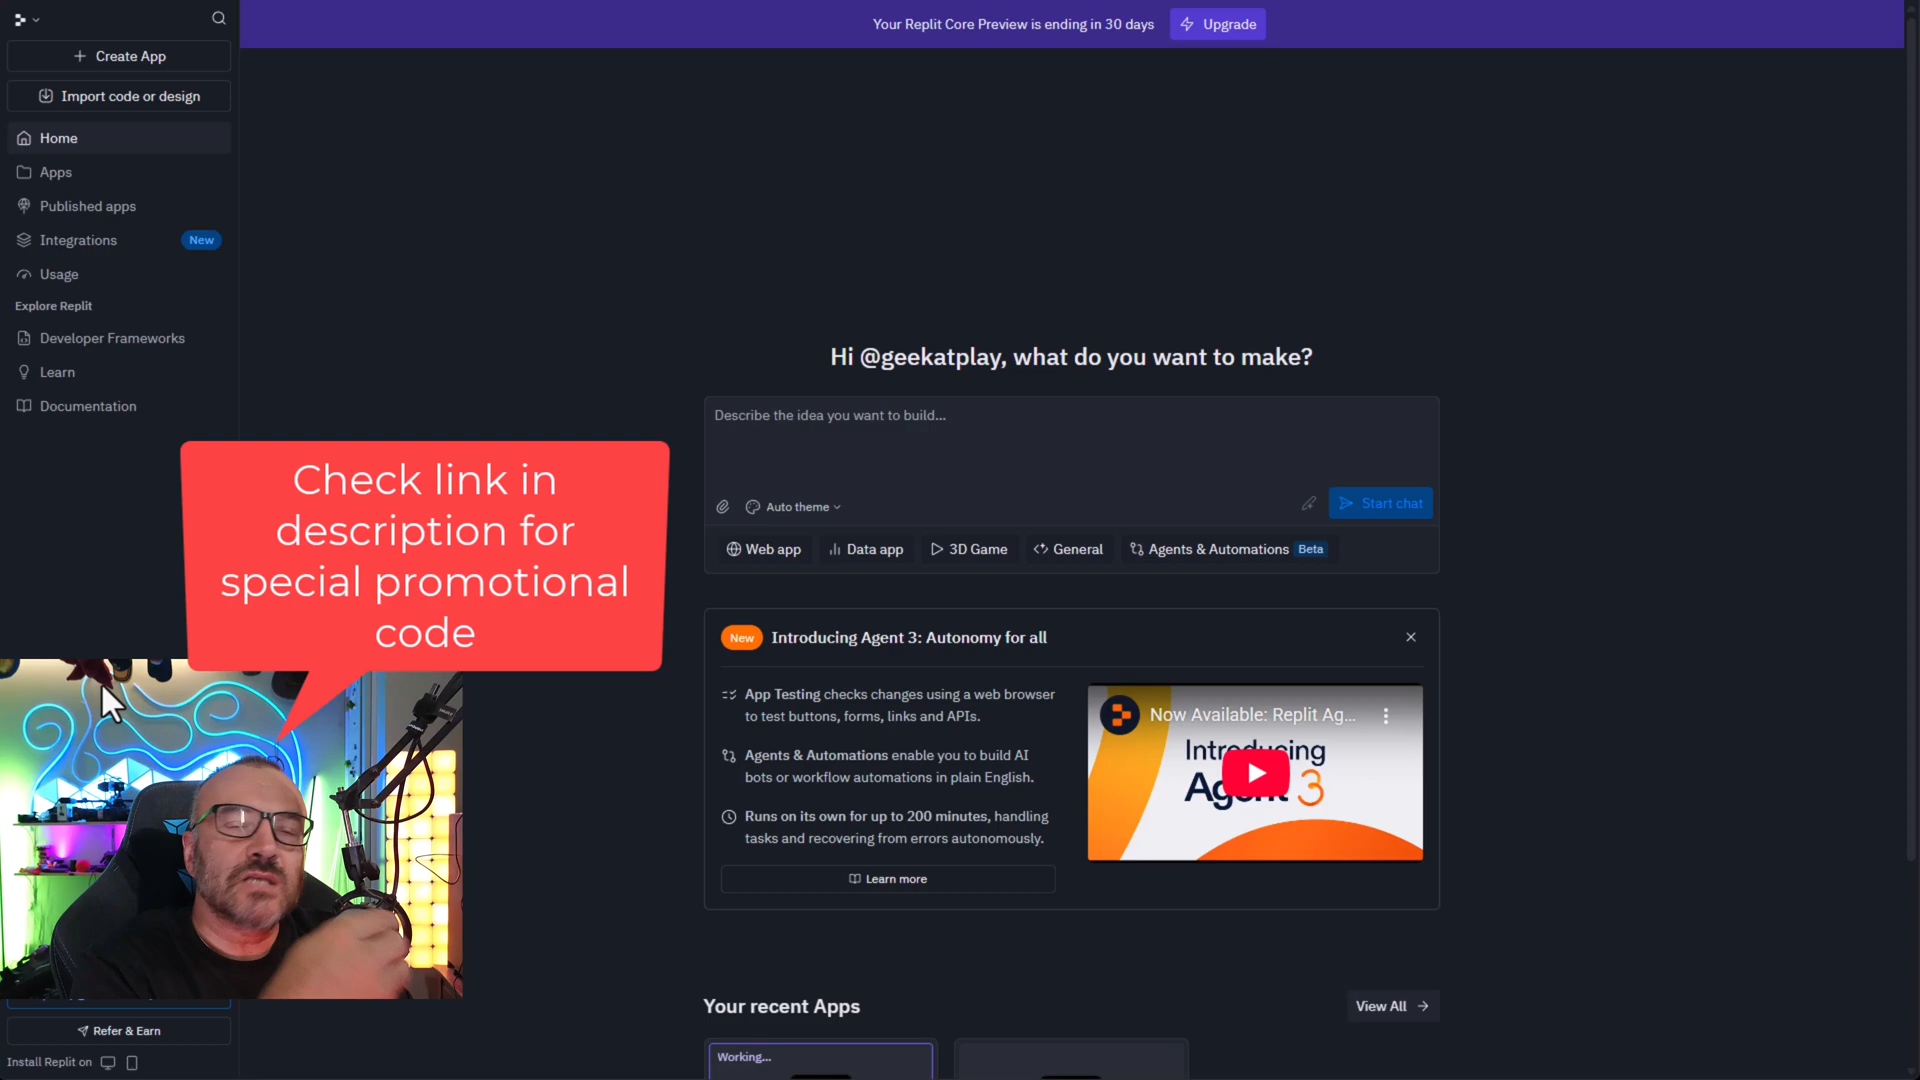 Your Replit Core Preview is ending in 30 days
Upgrade
Create App
Import code or design
Home
Apps
Published apps
Integrations
New
Usage
Explore Replit
Developer Frameworks
Learn
Documentation
Hi @geekatplay, what do you want to make?
Describe the idea you want to build...
Auto theme
Start chat
Web app
Data app
3D Game
General
Agents & Automations
Beta
Check link in
description for
special promotional
code
New
Introducing Agent 3: Autonomy for all
App Testing checks changes using a web browser
to test buttons, forms, links and APIs.
Agents & Automations enable you to build AI
bots or workflow automations in plain English.
Runs on its own for up to 200 minutes, handling
tasks and recovering from errors autonomously.
Learn more
Now Available: Replit Ag...
Introducing
Agent 3
Your recent Apps
View All
Working...
Refer & Earn
Install Replit on